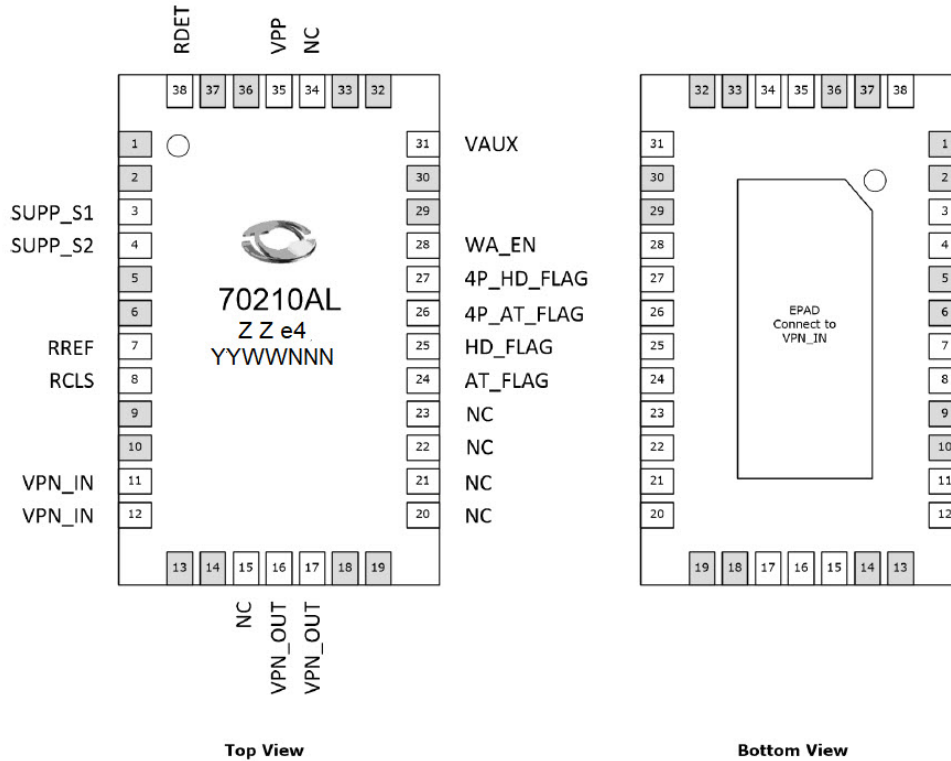 RDET
VPP
NC
38 37 36 35 34 33 32
1
2
3 SUPP_S1
4 SUPP_S2
5
6
7 RREF
8 RCLS
9
10
11 VPN_IN
12 VPN_IN
31 VAUX
30
29
28 WA_EN
27 4P_HD_FLAG
26 4P_AT_FLAG
25 HD_FLAG
24 AT_FLAG
23 NC
22 NC
21 NC
20 NC
70210AL
Z Z e4
YYWWNNN
13 14 15 16 17 18 19
NC
VPN_OUT
VPN_OUT
Top View
32 33 34 35 36 37 38
31
30
29
28
27
26
25
24
23
22
21
20
EPAD
Connect to
VPN_IN
1
2
3
4
5
6
7
8
9
10
11
12
19 18 17 16 15 14 13
Bottom View